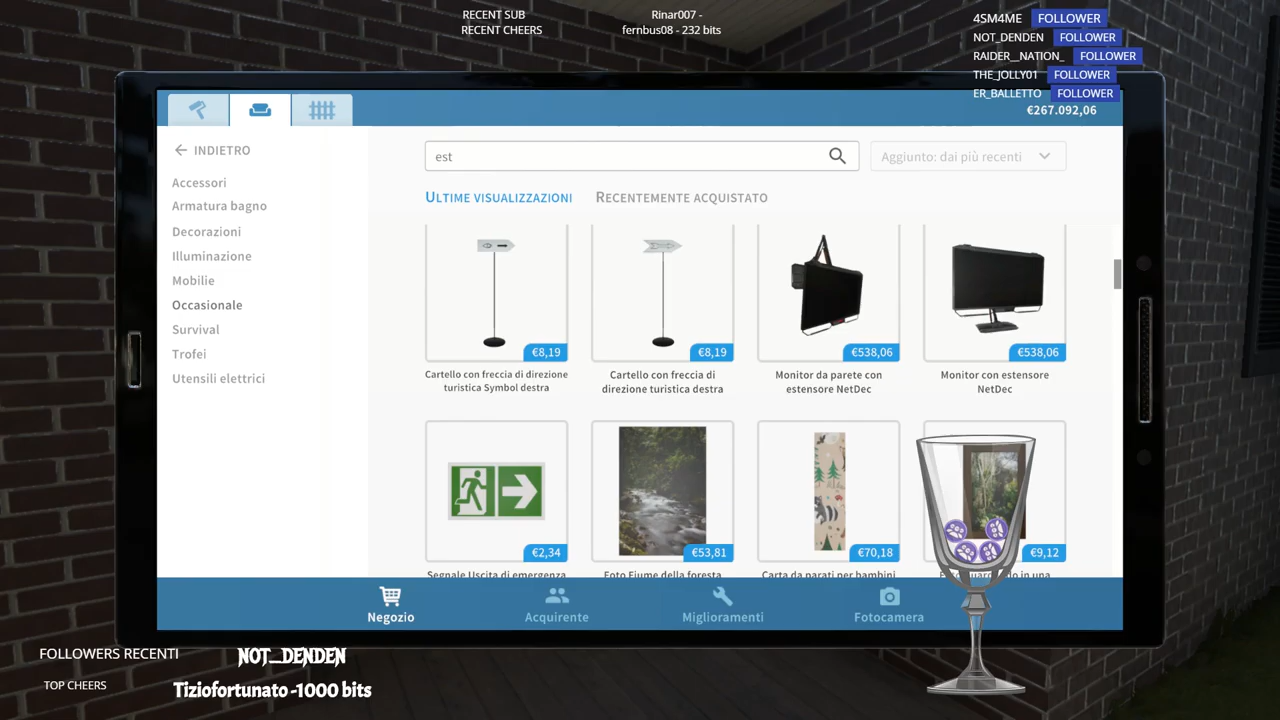 RECENT SUB
Rinar007 -
RECENT CHEERS
fernbus08 - 232 bits
4SM4ME FOLLOWER
NOT_DENDEN FOLLOWER
RAIDER__NATION_ FOLLOWER
THE_JOLLY01 FOLLOWER
ER_BALLETTO FOLLOWER
€267.092,06
INDIETRO
Accessori
Armatura bagno
Decorazioni
Illuminazione
Mobilie
Occasionale
Survival
Trofei
Utensili elettrici
est
Aggiunto: dai più recenti
ULTIME VISUALIZZAZIONI
RECENTEMENTE ACQUISTATO
€8,19
Cartello con freccia di direzione
turistica Symbol destra
€8,19
Cartello con freccia di
direzione turistica destra
€538,06
Monitor da parete con
estensore NetDec
€538,06
Monitor con estensore
NetDec
€2,34
Segnale Uscita di emergenza
€53,81
Foto Fiume della foresta
€70,18
Carta da parati per bambini
€9,12
Negozio
Acquirente
Miglioramenti
Fotocamera
FOLLOWERS RECENTI
NOT_DENDEN
TOP CHEERS
Tiziofortunato -1000 bits